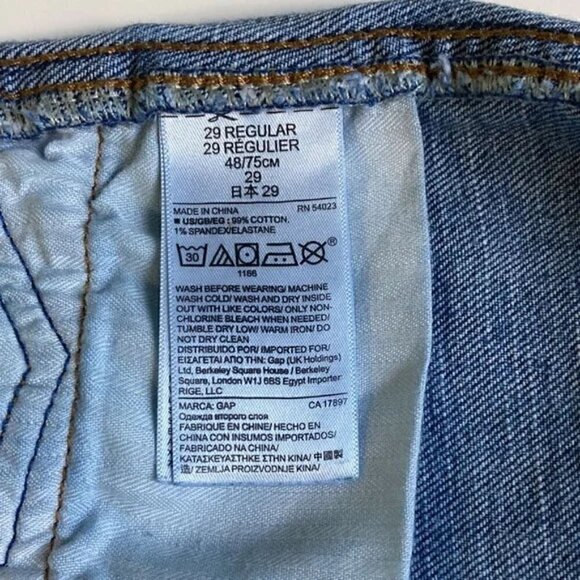 29 REGULAR
29 RÉGULIER
48/75CM
29
日本 29
MADE IN CHINA RN 54023
■ US/GB/EG: 99% COTTON,
1% SPANDEX/ELASTANE
30
1186
WASH BEFORE WEARING/ MACHINE
WASH COLD/ WASH AND DRY INSIDE
OUT WITH LIKE COLORS/ ONLY NON-
CHLORINE BLEACH WHEN NEEDED/
TUMBLE DRY LOW/ WARM IRON/ DO
NOT DRY CLEAN
DISTRIBUIDO POR/ IMPORTED FOR/
ΕΙΣΑΓΕΤΑΙ ΑΠΟ ΤΗΝ: Gap (UK Holdings)
Ltd, Berkeley Square House / Berkeley
Square, London W1J 6BS Egypt Importer
RIGE, LLC
MARCA: GAP CA 17897
Одежда второго слоя
FABRIQUE EN CHINE/ HECHO EN
CHINA CON INSUMOS IMPORTADO-
S/ FABRICADO NA CHINA/
ΚΑΤΑΣΚΕΥΑΣΤΗΚΕ ΣΤΗΝ ΚΙΝΑ/ 中國製
造/ ZEMLJA PROIZVODNJE KINA/